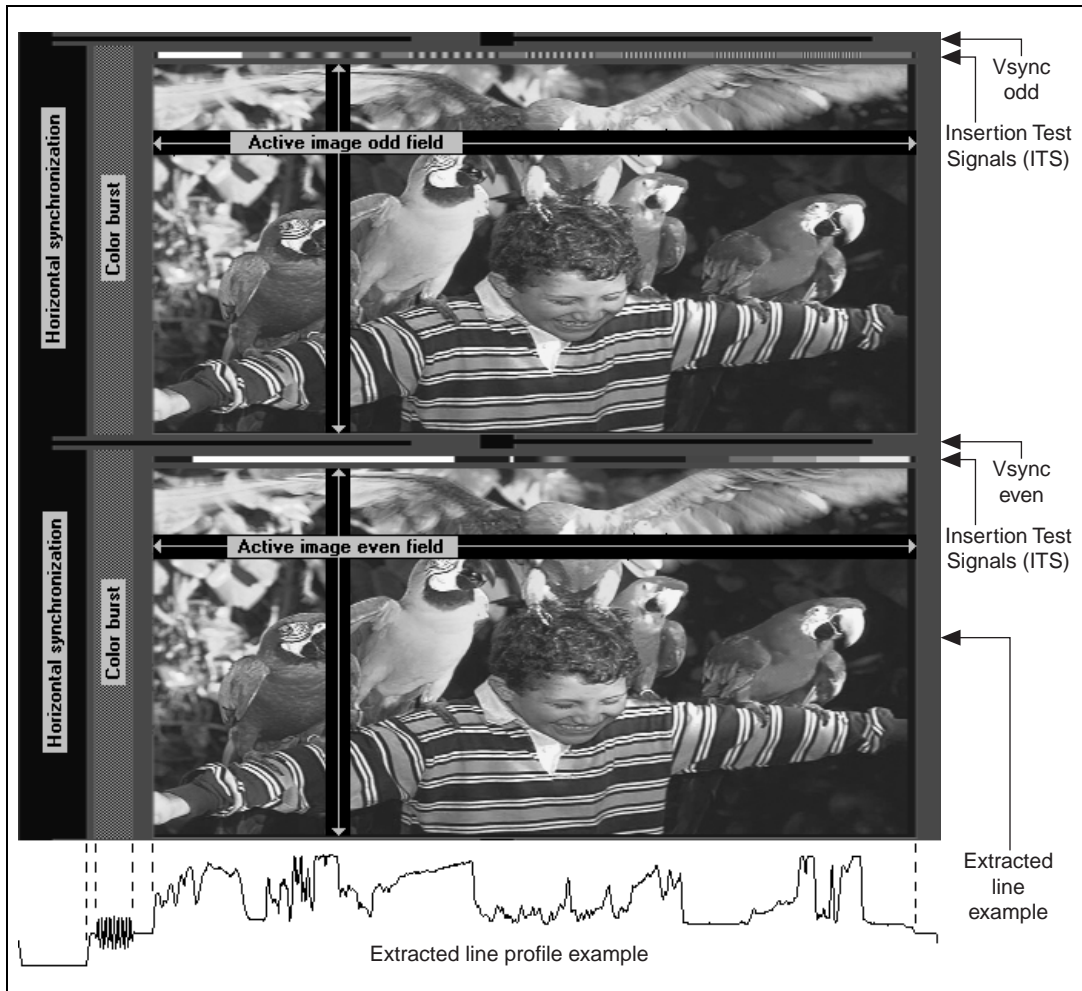 Vsync
odd
Insertion Test
Signals (ITS)
Active image odd field
Horizontal synchronization
Color burst
Vsync
even
Insertion Test
Signals (ITS)
Active image even field
Horizontal synchronization
Color burst
Extracted
line
example
Extracted line profile example